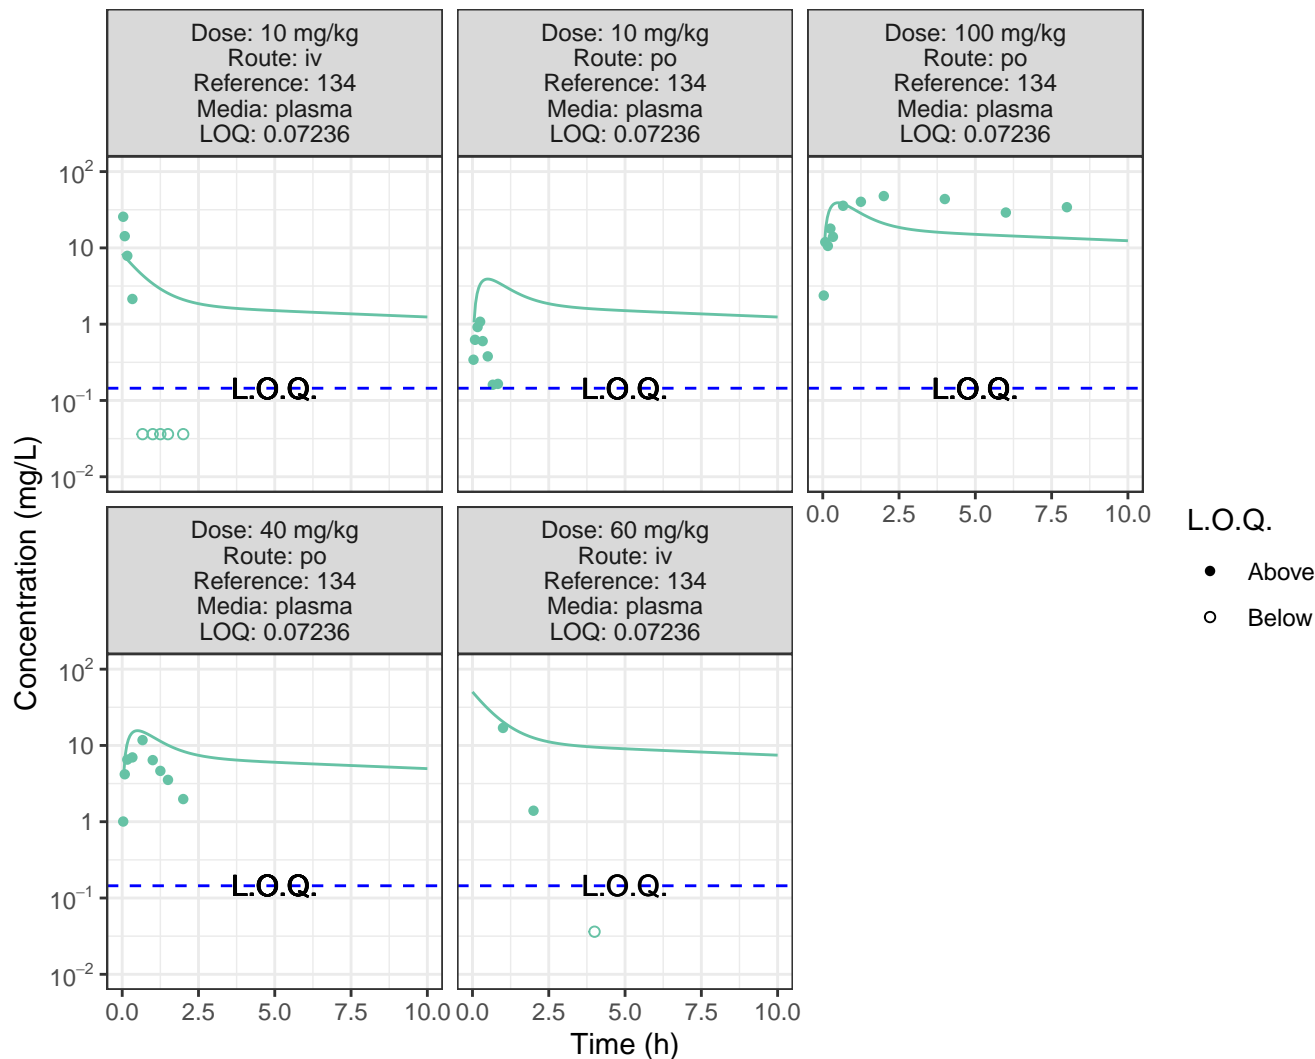 Dose: 10 mg/kg
Route: iv
Reference: 134
Media: plasma
LOQ: 0.07236
Dose: 10 mg/kg
Route: po
Reference: 134
Media: plasma
LOQ: 0.07236
Dose: 100 mg/kg
Route: po
Reference: 134
Media: plasma
LOQ: 0.07236
10²
10
1
10⁻¹
10⁻²
L.O.Q.
L.O.Q.
L.O.Q.
0.0 2.5 5.0 7.5 10.0
Dose: 40 mg/kg
Route: po
Reference: 134
Media: plasma
LOQ: 0.07236
Dose: 60 mg/kg
Route: iv
Reference: 134
Media: plasma
LOQ: 0.07236
10²
10
1
10⁻¹
10⁻²
L.O.Q.
L.O.Q.
0.0 2.5 5.0 7.5 10.0
0.0 2.5 5.0 7.5 10.0
Time (h)
Concentration (mg/L)
L.O.Q.
Above
Below